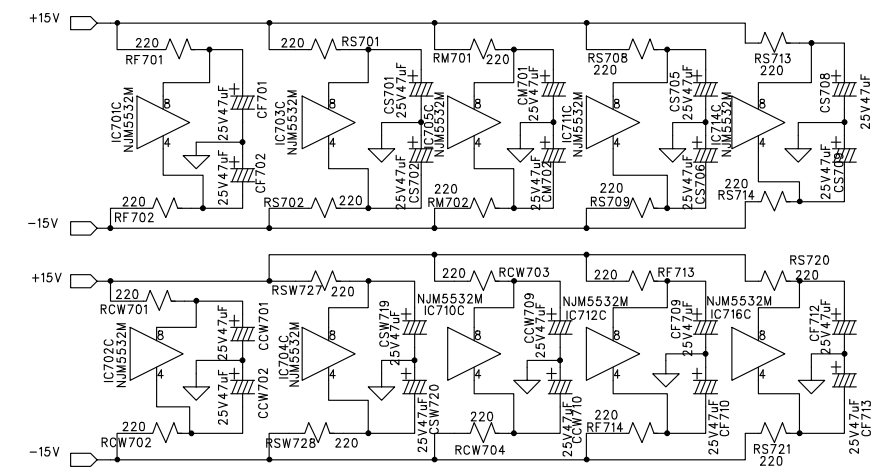 +15V
220
RF701
220
RS701
RM701
220
RS708
220
RS713
220
8
4
IC701C
NJM5532M
25V47uF
CF701
25V47uF
CF702
8
4
IC703C
NJM5532M
CS701
25V47uF
25V47uF
CS702
8
4
IC705C
NJM5532M
CM701
25V47uF
25V47uF
CM702
8
4
IC711C
NJM5532M
CS705
25V47uF
25V47uF
CS706
8
4
IC714C
NJM5532M
CS708
25V47uF
25V47uF
CS709
-15V
RF702
220
RS702
220
220
RM702
220
RS709
220
RS714
+15V
220
RCW701
RSW727
220
220
RCW703
220
RF713
RS720
220
8
4
IC702C
NJM5532M
25V47uF
CCW701
25V47uF
CCW702
8
4
IC704C
NJM5532M
CSW719
25V47uF
25V47uF
CSW720
NJM5532M
IC710C
8
4
CCW709
25V47uF
25V47uF
CCW710
NJM5532M
IC712C
8
4
CF709
25V47uF
25V47uF
CF710
NJM5532M
IC716C
8
4
CF712
25V47uF
25V47uF
CF713
-15V
RCW702
220
RSW728
220
220
RCW704
220
RF714
RS721
220